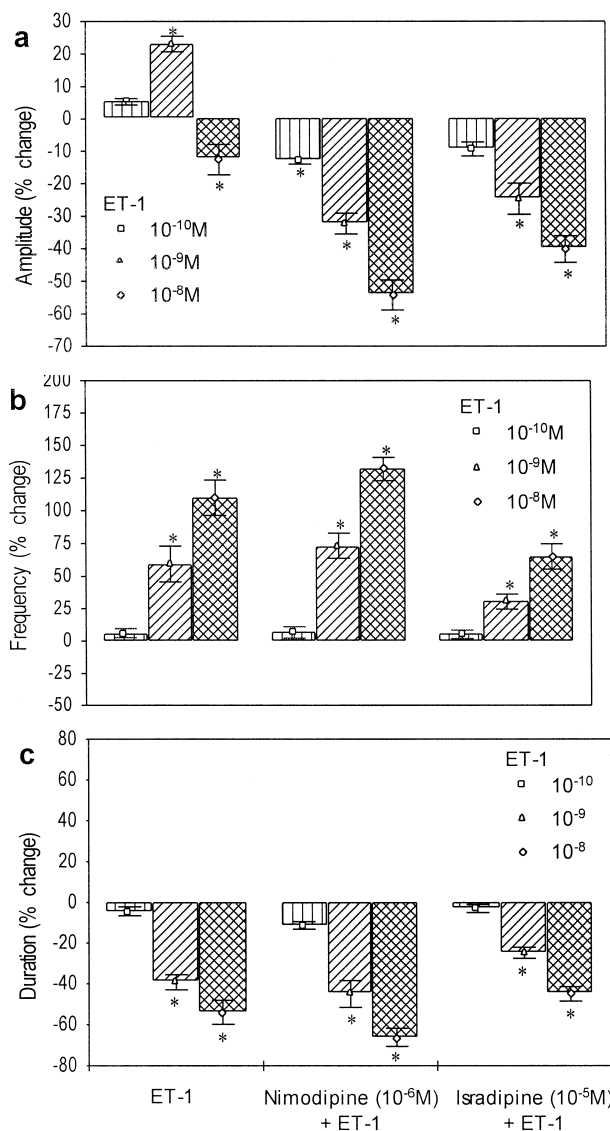 a
30
20
10
0
-10
-20
-30
-40
-50
-60
-70
Amplitude (% change)
*
*
*
*
*
*
*
ET-1
10⁻¹⁰M
10⁻⁹M
10⁻⁸M
b
200
175
150
125
100
75
50
25
0
-25
-50
Frequency (% change)
*
*
*
*
*
*
ET-1
10⁻¹⁰M
10⁻⁹M
10⁻⁸M
c
80
60
40
20
0
-20
-40
-60
-80
Duration (% change)
*
*
*
*
*
*
ET-1
10⁻¹⁰
10⁻⁹
10⁻⁸
ET-1
Nimodipine (10⁻⁶M)
+ ET-1
Isradipine (10⁻⁵M)
+ ET-1